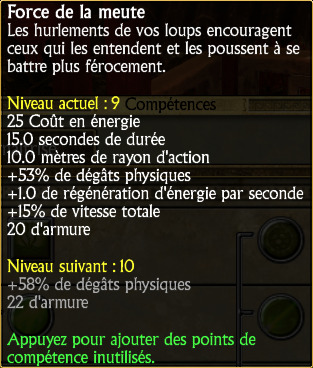 Force de la meute
Les hurlements de vos loups encouragent
ceux qui les entendent et les poussent à se
battre plus férocement.
Niveau actuel : 9 Compétences
25 Coût en énergie
15.0 secondes de durée
10.0 mètres de rayon d'action
+53% de dégâts physiques
+1.0 de régénération d'énergie par seconde
+15% de vitesse totale
20 d'armure
Niveau suivant : 10
+58% de dégâts physiques
22 d'armure
Appuyez pour ajouter des points de
compétence inutilisés.